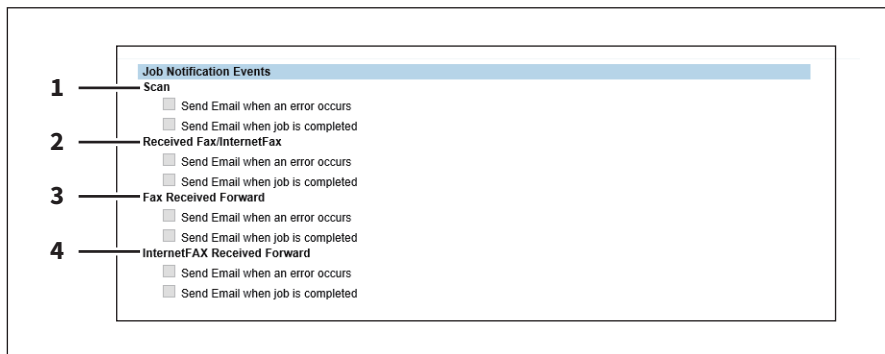 Job Notification Events
1 Scan
Send Email when an error occurs
Send Email when job is completed
2 Received Fax/InternetFax
Send Email when an error occurs
Send Email when job is completed
3 Fax Received Forward
Send Email when an error occurs
Send Email when job is completed
4 InternetFAX Received Forward
Send Email when an error occurs
Send Email when job is completed